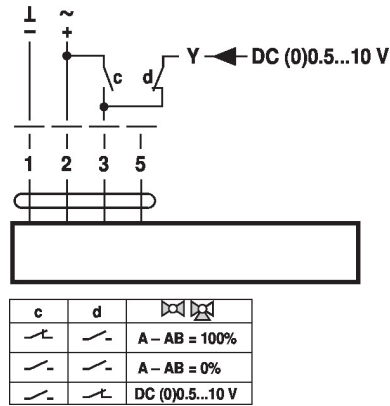 ⊥ ~
– +
c d Y DC (0)0.5...10 V
1 2 3 5
c d
A – AB = 100%
A – AB = 0%
DC (0)0.5...10 V